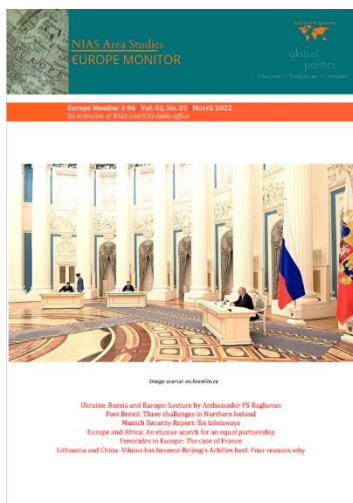 NIAS Area Studies
EUROPE MONITOR
global
politics
Europe Monitor # 06 | Vol. 02, No. 03 | March 2022
An initiative of NIAS and KAS-India office
Image source: en.kremlin.ru
Ukraine, Russia and Europe: Lecture by Ambassador PS Raghavan
Post Brexit: Three challenges in Northern Ireland
Munich Security Report: Six takeaways
Europe and Africa: An elusive search for an equal partnership
Femicides in Europe: The case of France
Lithuania and China: Vilnius has become Beijing's Achilles heel. Four reasons why